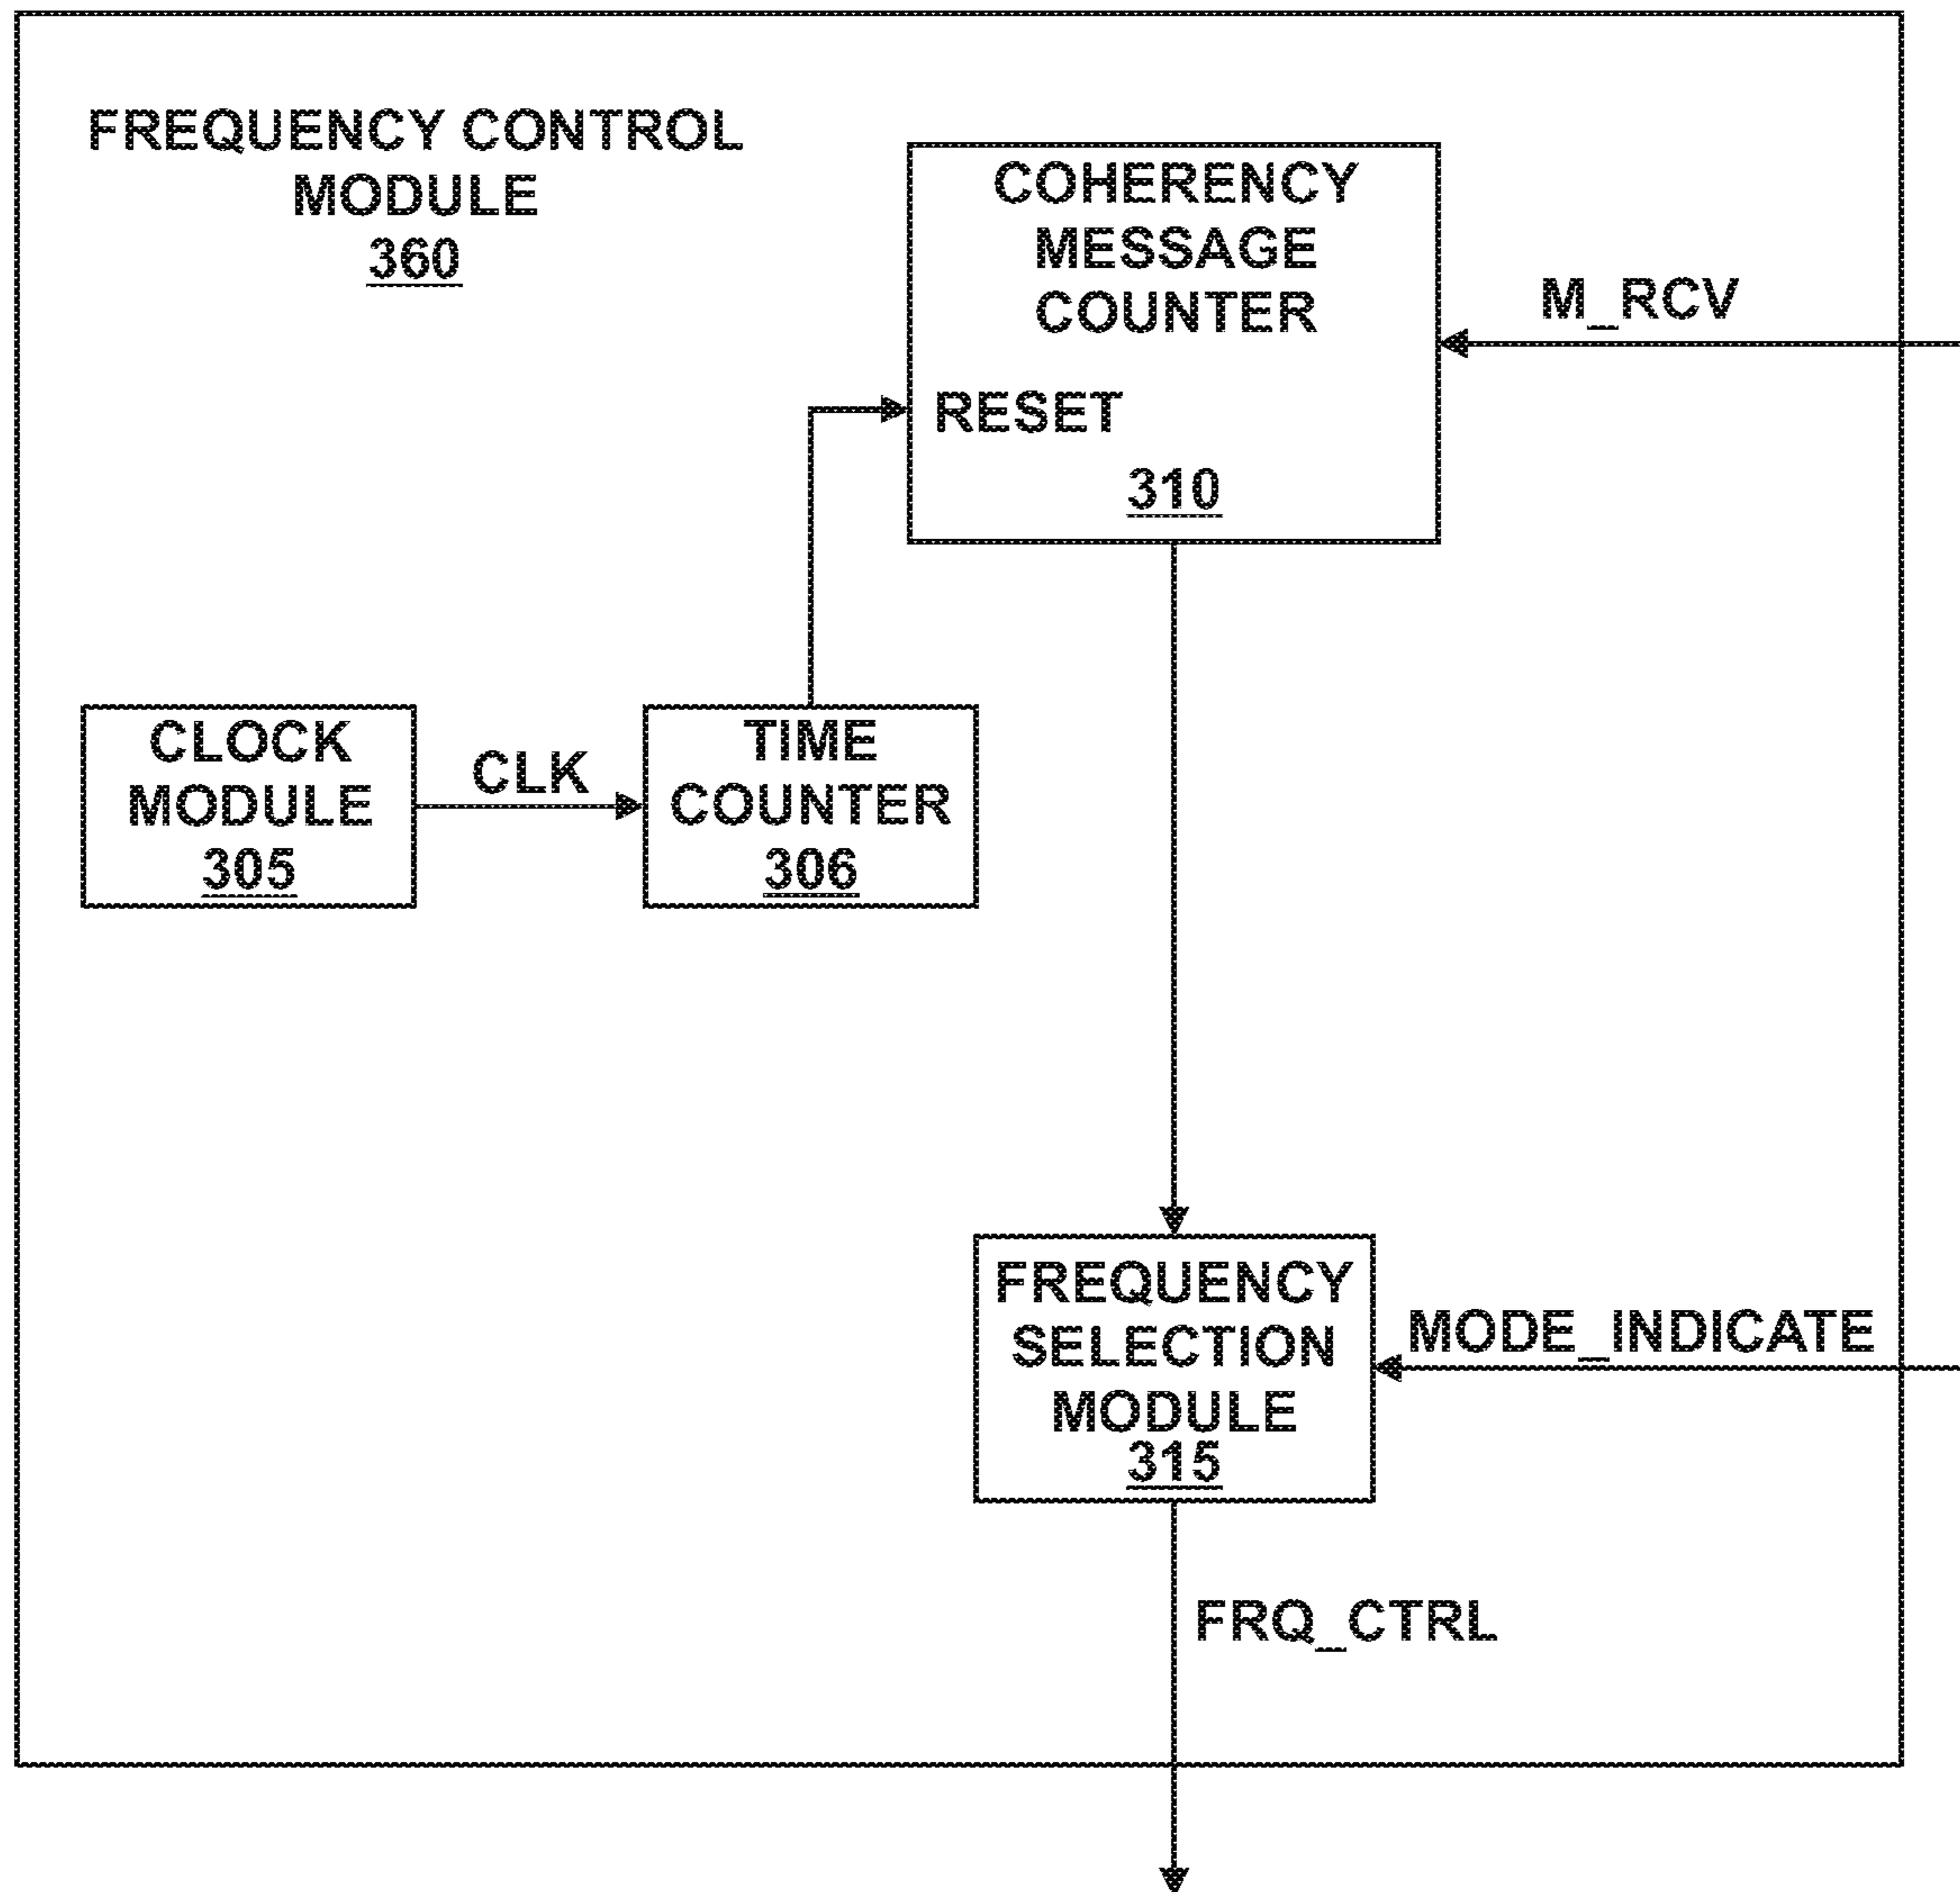 FREQUENCY CONTROL
MODULE
360
COHERENCY
MESSAGE
COUNTER
RESET
310
M_RCV
CLOCK
MODULE
305
CLK
TIME
COUNTER
306
FREQUENCY
SELECTION
MODULE
315
MODE_INDICATE
FRQ_CTRL